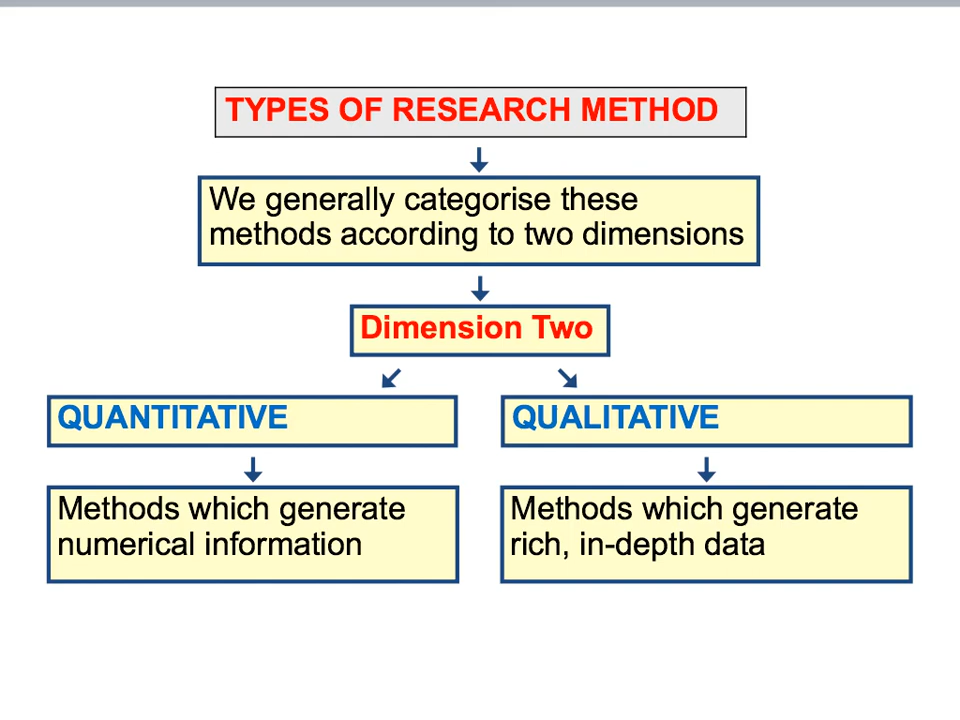 TYPES OF RESEARCH METHOD
We generally categorise these
methods according to two dimensions
Dimension Two
QUANTITATIVE
Methods which generate
numerical information
QUALITATIVE
Methods which generate
rich, in-depth data